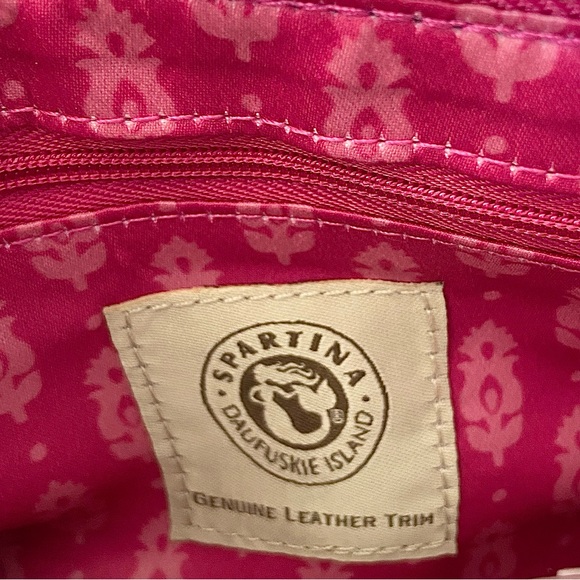 SPARTINA
DAUFUSKIE ISLAND
®
GENUINE LEATHER TRIM